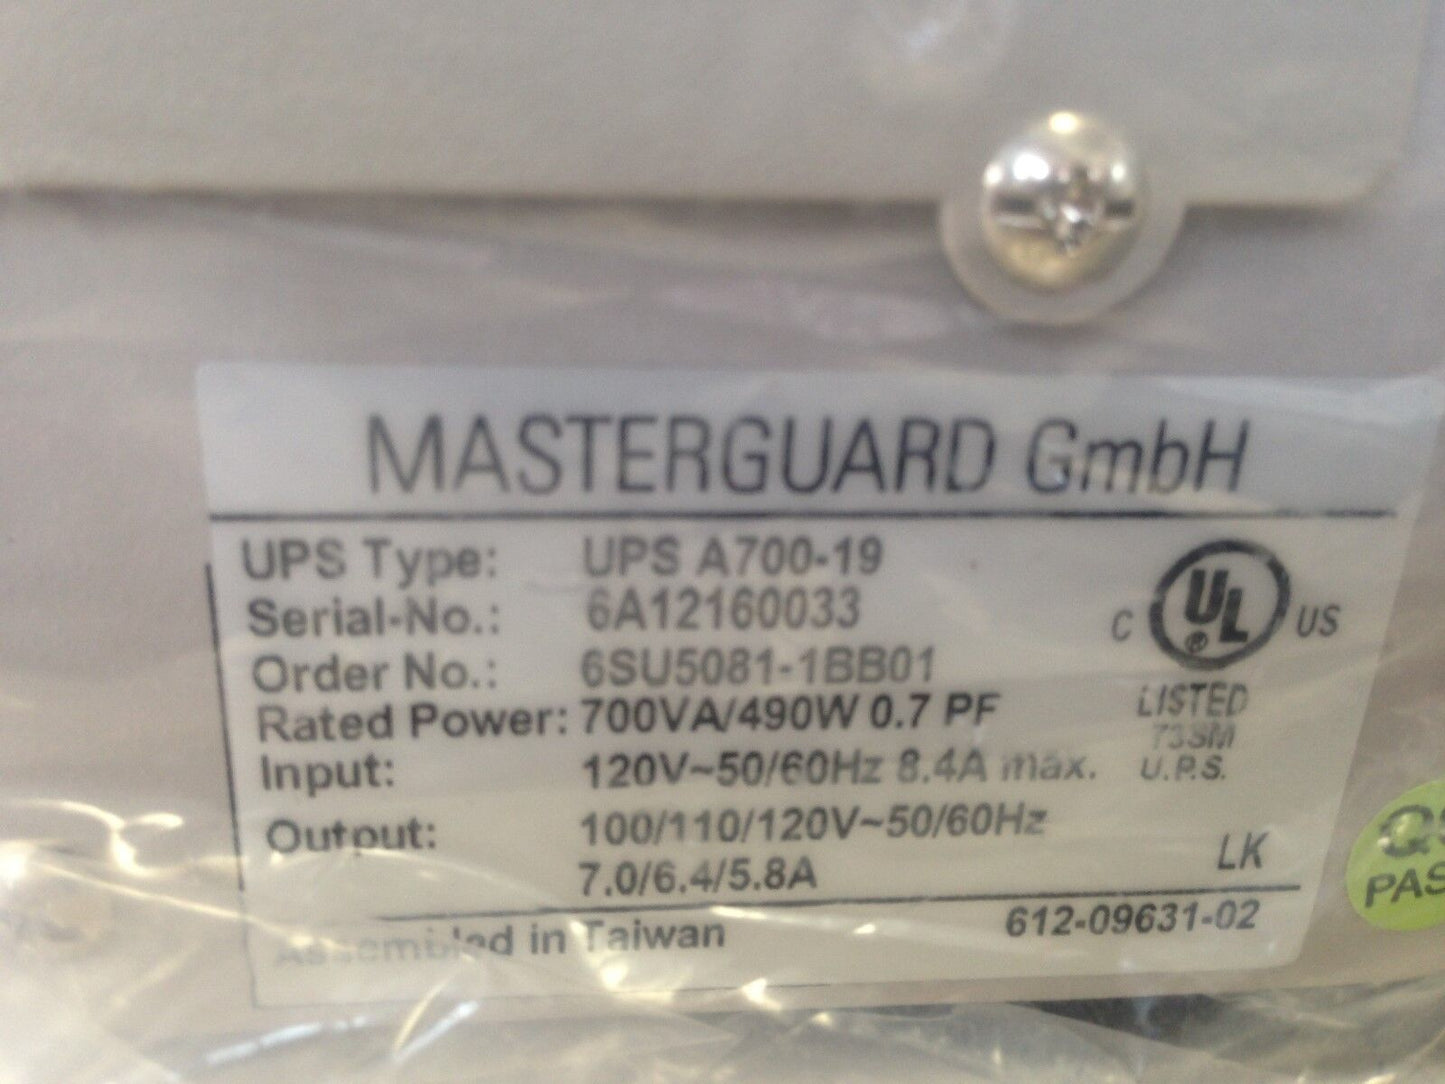 MASTERGUARD GmbH
UPS Type: UPS A700-19
Serial-No.: 6A12160033
Order No.: 6SU5081-1BB01
Rated Power: 700VA/490W 0.7 PF
Input: 120V~50/60Hz 8.4A max.
Output: 100/110/120V~50/60Hz
7.0/6.4/5.8A
C UL ® US
LISTED
73SM
U.P.S.
LK
Assembled in Taiwan
612-09631-02
PAS